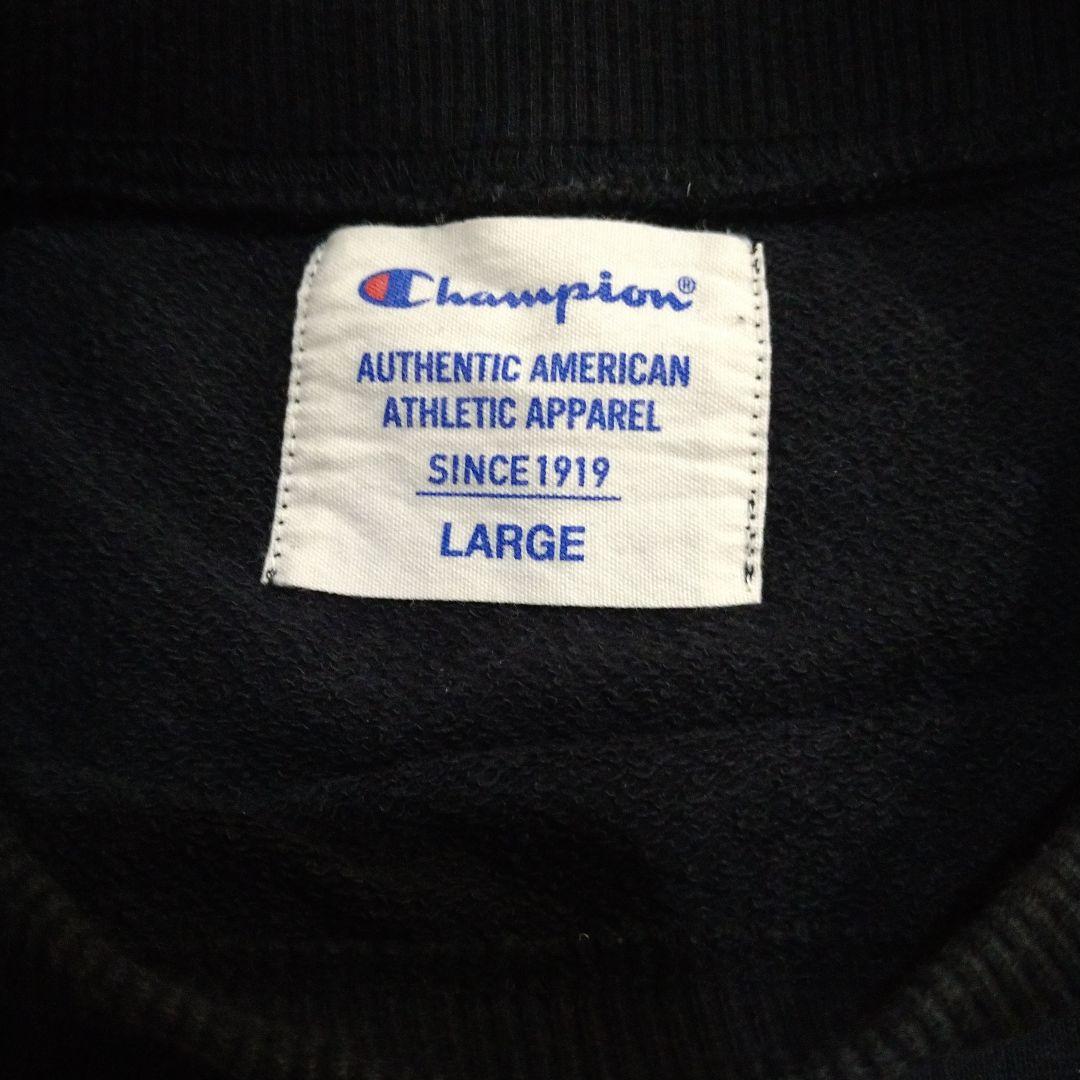 Champion®
AUTHENTIC AMERICAN
ATHLETIC APPAREL
SINCE 1919
LARGE